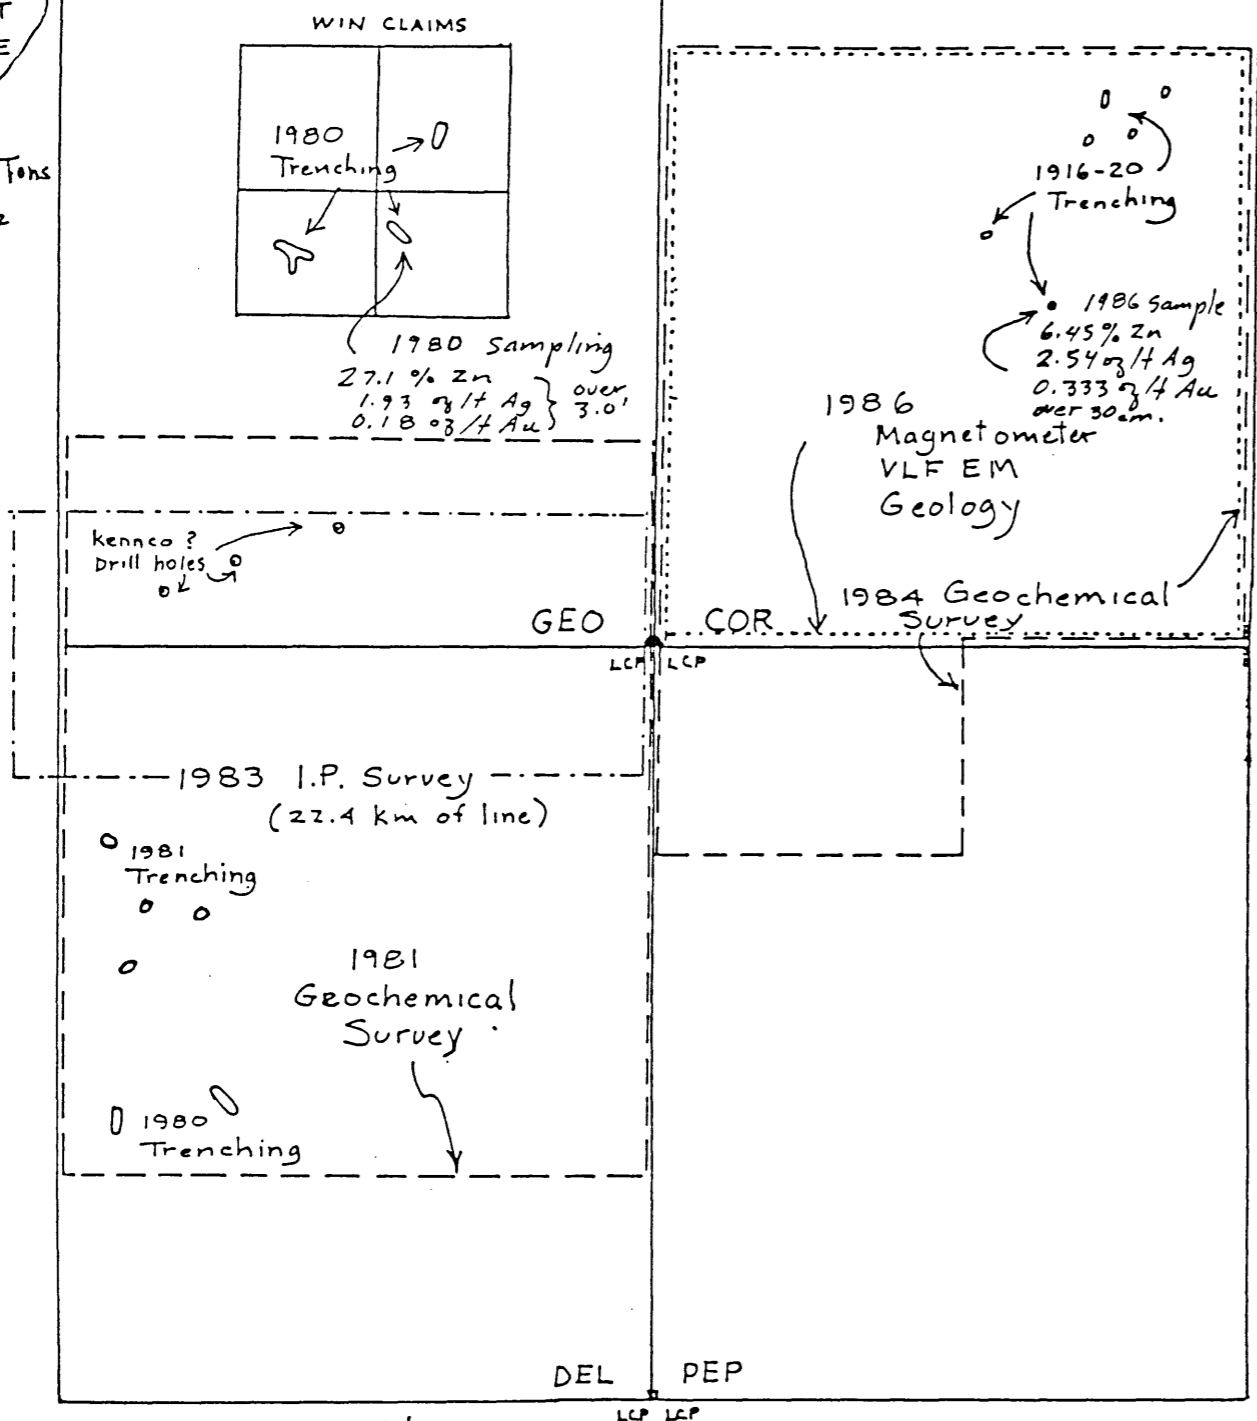 T
E
Tons
z
WIN CLAIMS
1980
Trenching
1980 Sampling
27.1 % Zn
1.93 oz/t Ag
0.18 oz/t Au
over
3.0'
1916-20
Trenching
1986 Sample
6.45% Zn
2.54 oz/t Ag
0.333 oz/t Au
over 30cm.
1986
Magnetometer
VLF EM
Geology
kennco ?
Drill holes
1984 Geochemical
Survey
GEO
COR
LCP
LCP
1983 I.P. Survey
(22.4 km of line)
1981
Trenching
1981
Geochemical
Survey
1980
Trenching
DEL
PEP
LCP
LCP